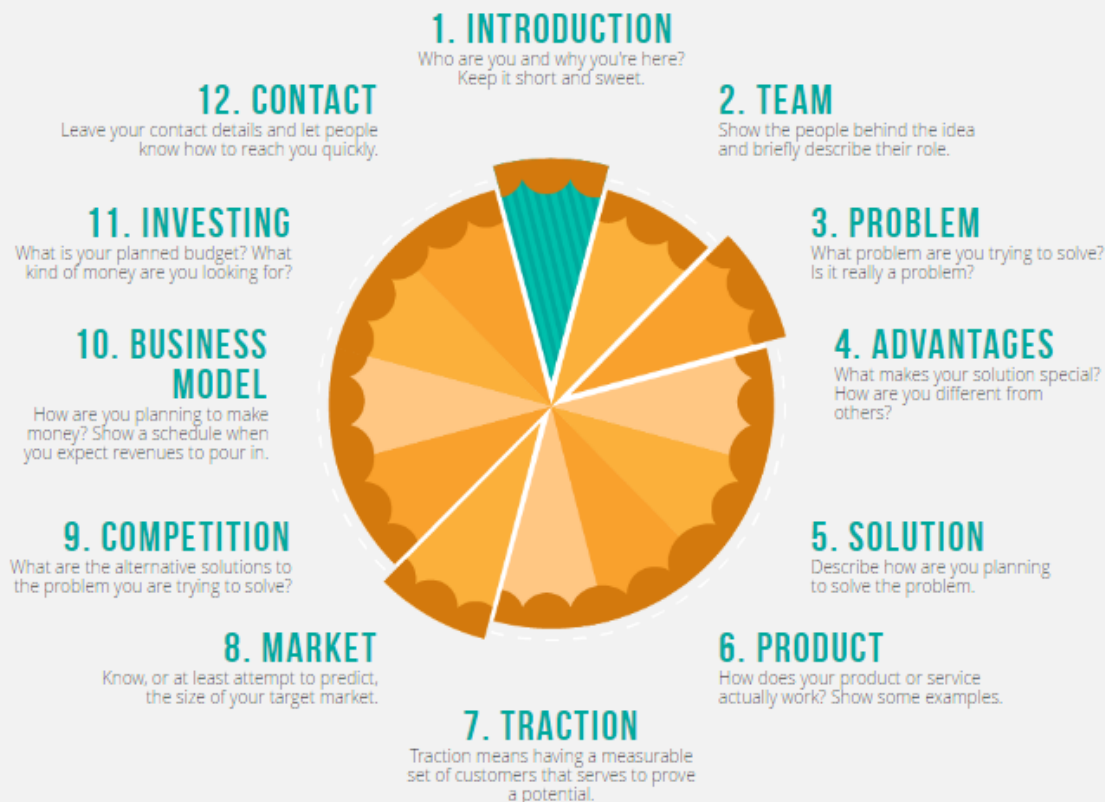 1. INTRODUCTION
Who are you and why you're here?
Keep it short and sweet.
2. TEAM
Show the people behind the idea
and briefly describe their role.
3. PROBLEM
What problem are you trying to solve?
Is it really a problem?
4. ADVANTAGES
What makes your solution special?
How are you different from
others?
5. SOLUTION
Describe how are you planning
to solve the problem.
6. PRODUCT
How does your product or service
actually work? Show some examples.
7. TRACTION
Traction means having a measurable
set of customers that serves to prove
a potential.
8. MARKET
Know, or at least attempt to predict,
the size of your target market.
9. COMPETITION
What are the alternative solutions to
the problem you are trying to solve?
10. BUSINESS
MODEL
How are you planning to make
money? Show a schedule when
you expect revenues to pour in.
11. INVESTING
What is your planned budget? What
kind of money are you looking for?
12. CONTACT
Leave your contact details and let people
know how to reach you quickly.